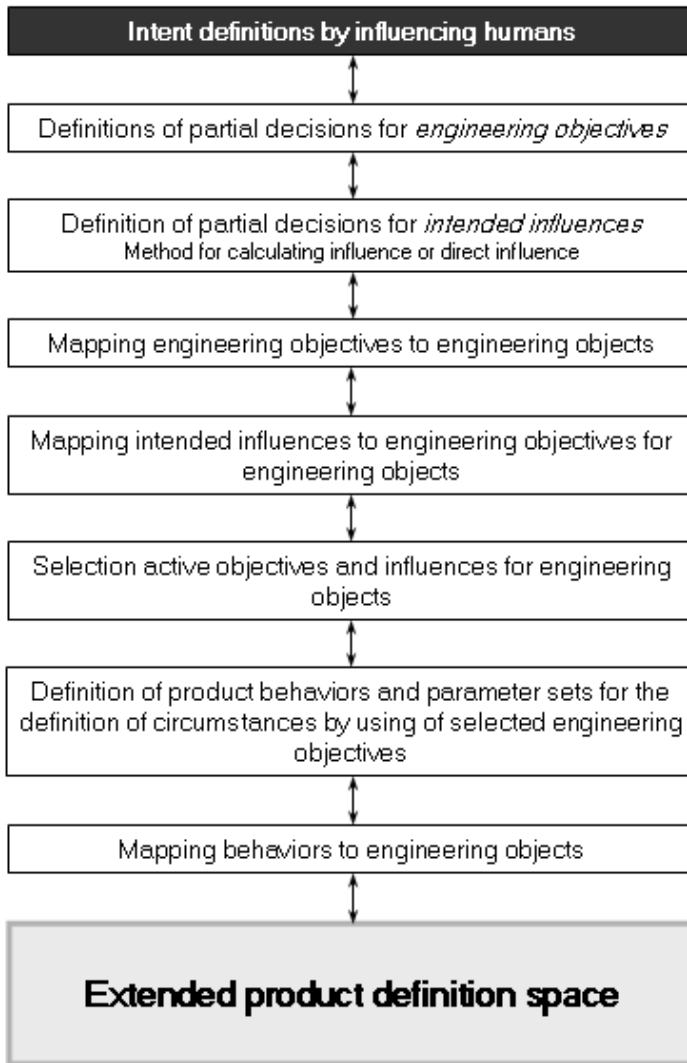 Intent definitions by influencing humans
Definitions of partial decisions for engineering objectives
Definition of partial decisions for intended influences
Method for calculating influence or direct influence
Mapping engineering objectives to engineering objects
Mapping intended influences to engineering objectives for
engineering objects
Selection active objectives and influences for engineering
objects
Definition of product behaviors and parameter sets for the
definition of circumstances by using of selected engineering
objectives
Mapping behaviors to engineering objects
Extended product definition space